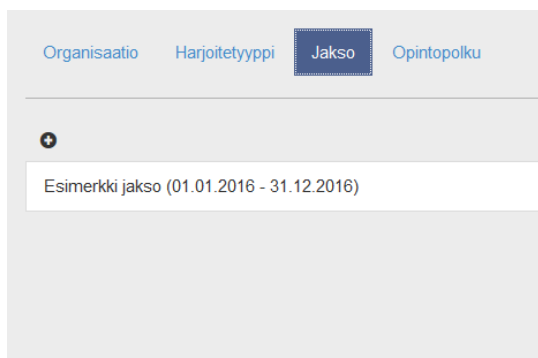 Organisaatio Harjoitetyyppi Jakso Opintopolku
Esimerkki jakso (01.01.2016 - 31.12.2016)